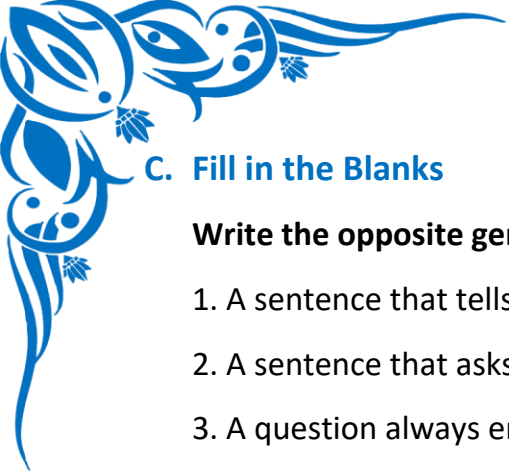 C. Fill in the Blanks
Write the opposite
1. A sentence that tells
2. A sentence that asks
3. A question always